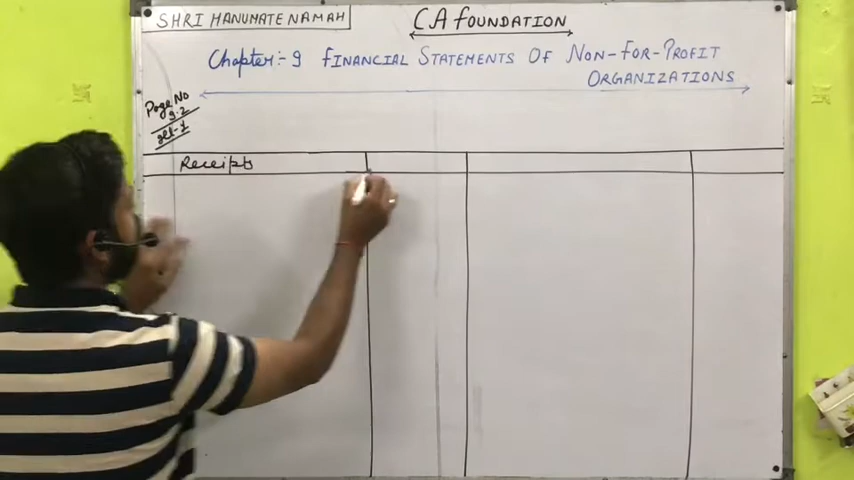 SHRI HANUMATE NAMAH
CA FOUNDATION
Chapter:- 9 FINANCIAL STATEMENTS OF NON-FOR-PROFIT
ORGANIZATIONS
Page No
9.2
Receipts